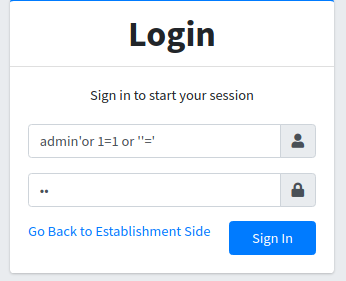 Login
Sign in to start your session
admin'or 1=1 or ''='
••
Go Back to Establishment Side
Sign In